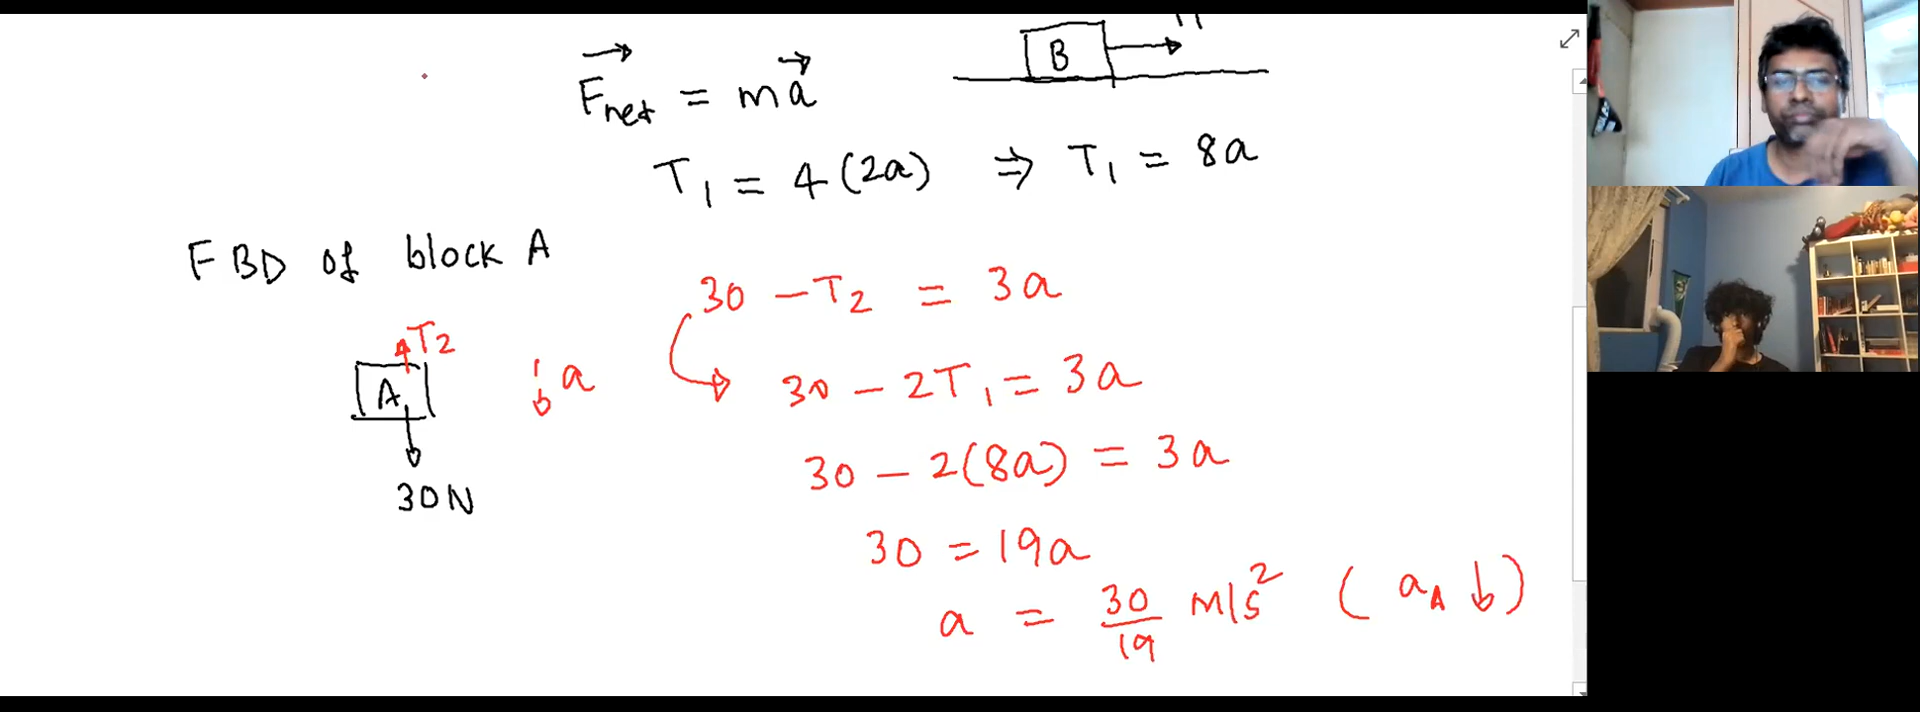 B
Fnet = ma
T1 = 4(2a) ⇒ T1 = 8a
FBD of block A
30 - T2 = 3a
T2
A
a
30 - 2T1 = 3a
30 - 2(8a) = 3a
30N
30 = 19a
a = 30/19 m/s² ( aA ↓ )